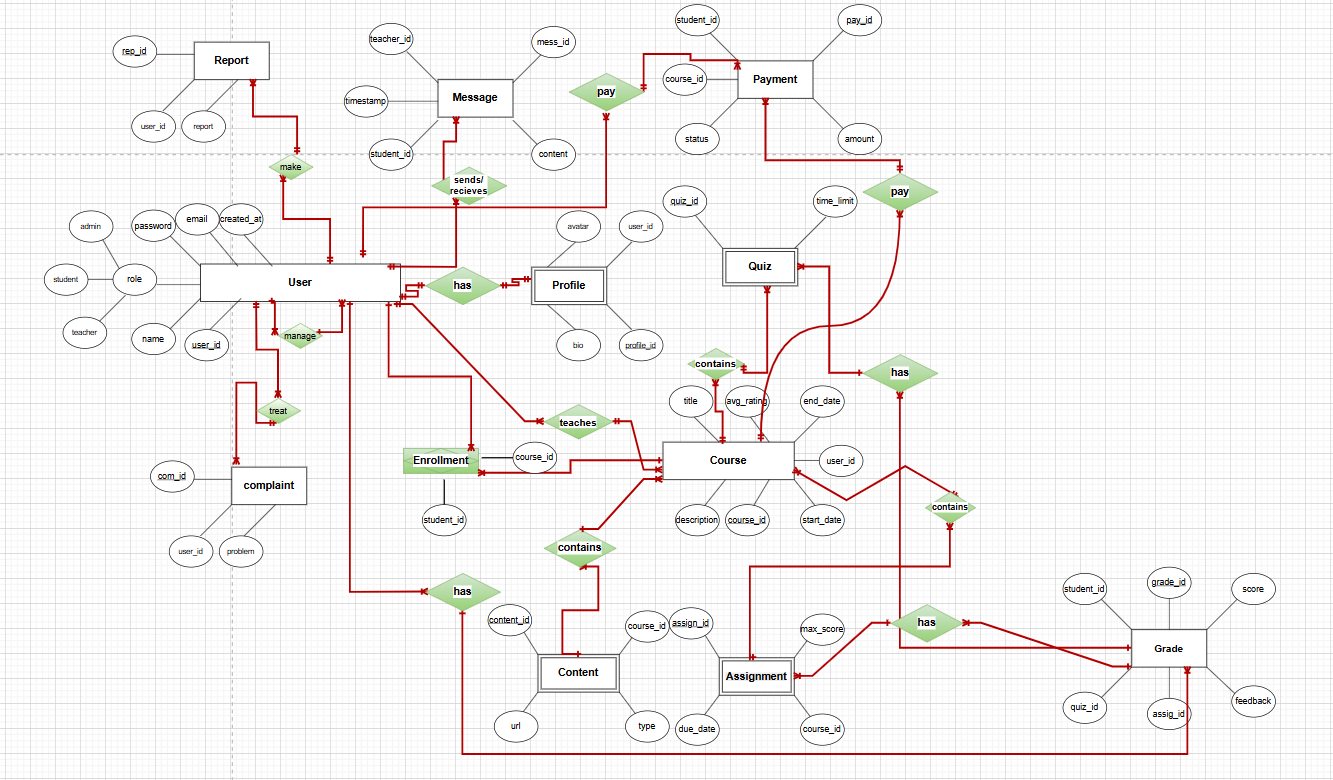 student_id
pay_id
teacher_id
mess_id
rep_id
Report
Message
pay
course_id
Payment
timestamp
user_id
report
student_id
content
status
amount
make
sends/
recieves
pay
quiz_id
time_limit
admin
password
email
created_at
avatar
user_id
student
role
User
has
Profile
Quiz
teacher
name
user_id
manage
bio
profile_id
contains
has
treat
title
avg_rating
end_date
teaches
Enrollment
course_id
Course
user_id
com_id
complaint
student_id
description
course_id
start_date
contains
user_id
problem
contains
has
student_id
grade_id
score
content_id
course_id
assign_id
max_score
has
Content
Assignment
Grade
url
type
due_date
course_id
quiz_id
assig_id
feedback